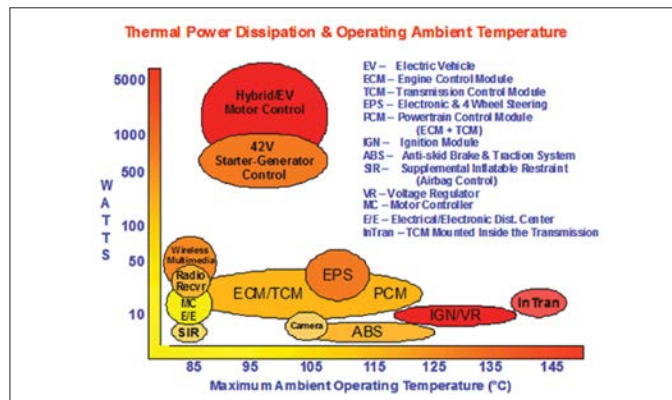 Thermal Power Dissipation & Operating Ambient Temperature
EV – Electric Vehicle
ECM – Engine Control Module
TCM – Transmission Control Module
EPS – Electronic & 4 Wheel Steering
PCM – Powertrain Control Module
(ECM + TCM)
IGN – Ignition Module
ABS – Anti-skid Brake & Traction System
SIR – Supplemental Inflatable Restraint
(Airbag Control)
VR – Voltage Regulator
MC – Motor Controller
E/E – Electrical/Electronic Dist. Center
InTran – TCM Mounted Inside the Transmission
WATTS
5000
1000
500
100
50
10
Hybrid/EV
Motor Control
42V
Starter-Generator
Control
Wireless
Multimedia
Radio
Recvr
MC
E/E
SIR
ECM/TCM
EPS
PCM
Camera
ABS
IGN/VR
In Tran
85 95 105 115 125 135 145
Maximum Ambient Operating Temperature (°C)